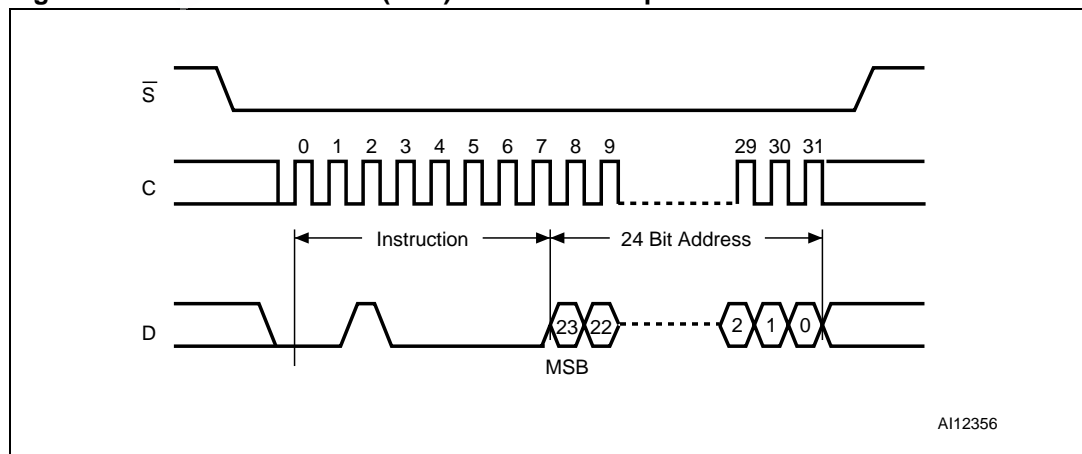 S
0 1 2 3 4 5 6 7 8 9 29 30 31
C
Instruction 24 Bit Address
D
23 22 2 1 0
MSB
AI12356